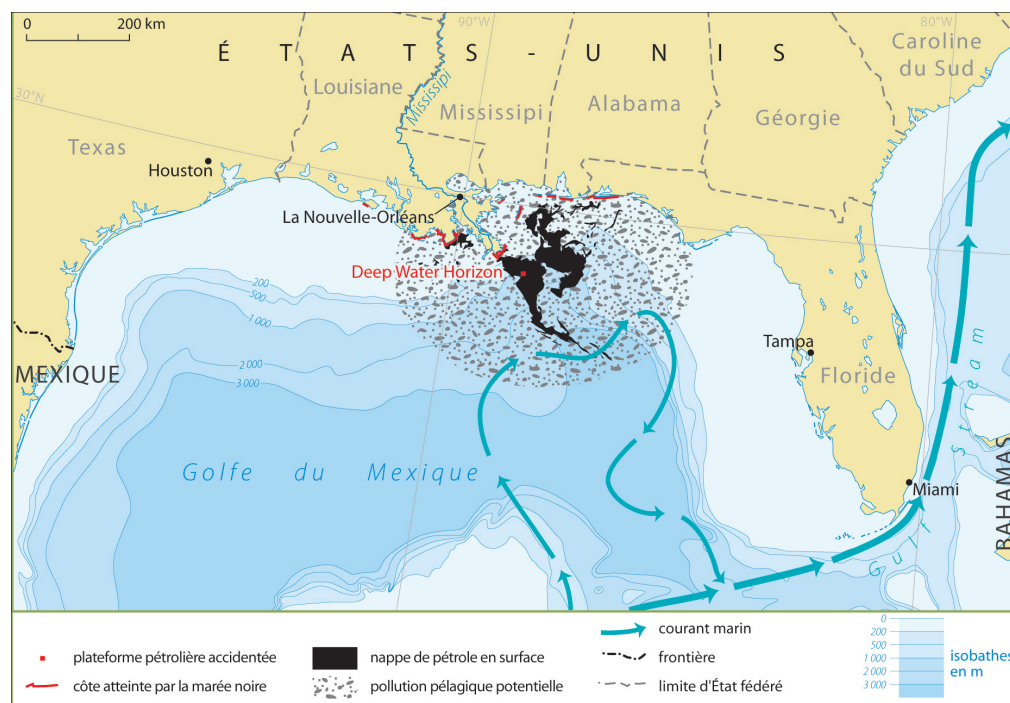 0
200 km
90°W
80°W
ÉTATS-UNIS
Caroline
du Sud
Louisiane
Mississipi
Mississipi
Alabama
Géorgie
30°N
Texas
Houston
La Nouvelle-Orléans
Deep Water Horizon
200
500
1 000
2 000
3 000
Tampa
Floride
MEXIQUE
Golfe du Mexique
Miami
Gulf Stream
BAHAMAS
plateforme pétrolière accidentée
côte atteinte par la marée noire
nappe de pétrole en surface
pollution pélagique potentielle
courant marin
frontière
limite d'État fédéré
0
200
500
1 000
2 000
3 000
isobathes
en m